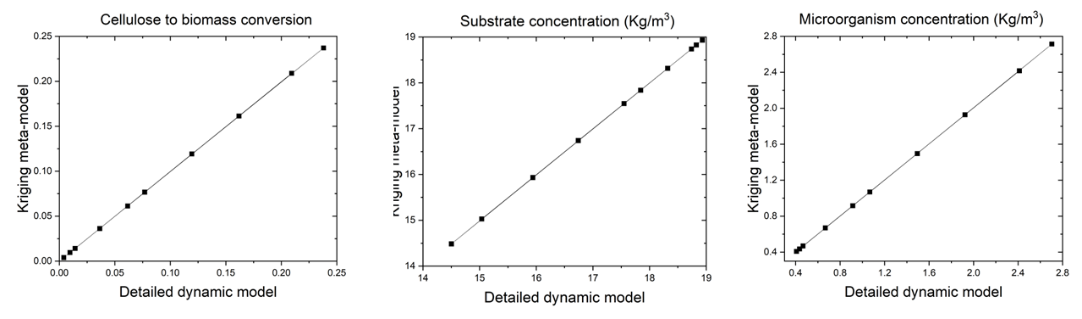 Cellulose to biomass conversion
Kriging meta-model
0.25
0.20
0.15
0.10
0.05
0.00
0.00 0.05 0.10 0.15 0.20 0.25
Detailed dynamic model
Substrate concentration (Kg/m³)
Kriging meta-model
19
18
17
16
15
14
14 15 16 17 18 19
Detailed dynamic model
Microorganism concentration (Kg/m³)
Kriging meta-model
2.8
2.4
2.0
1.6
1.2
0.8
0.4
0.4 0.8 1.2 1.6 2.0 2.4 2.8
Detailed dynamic model